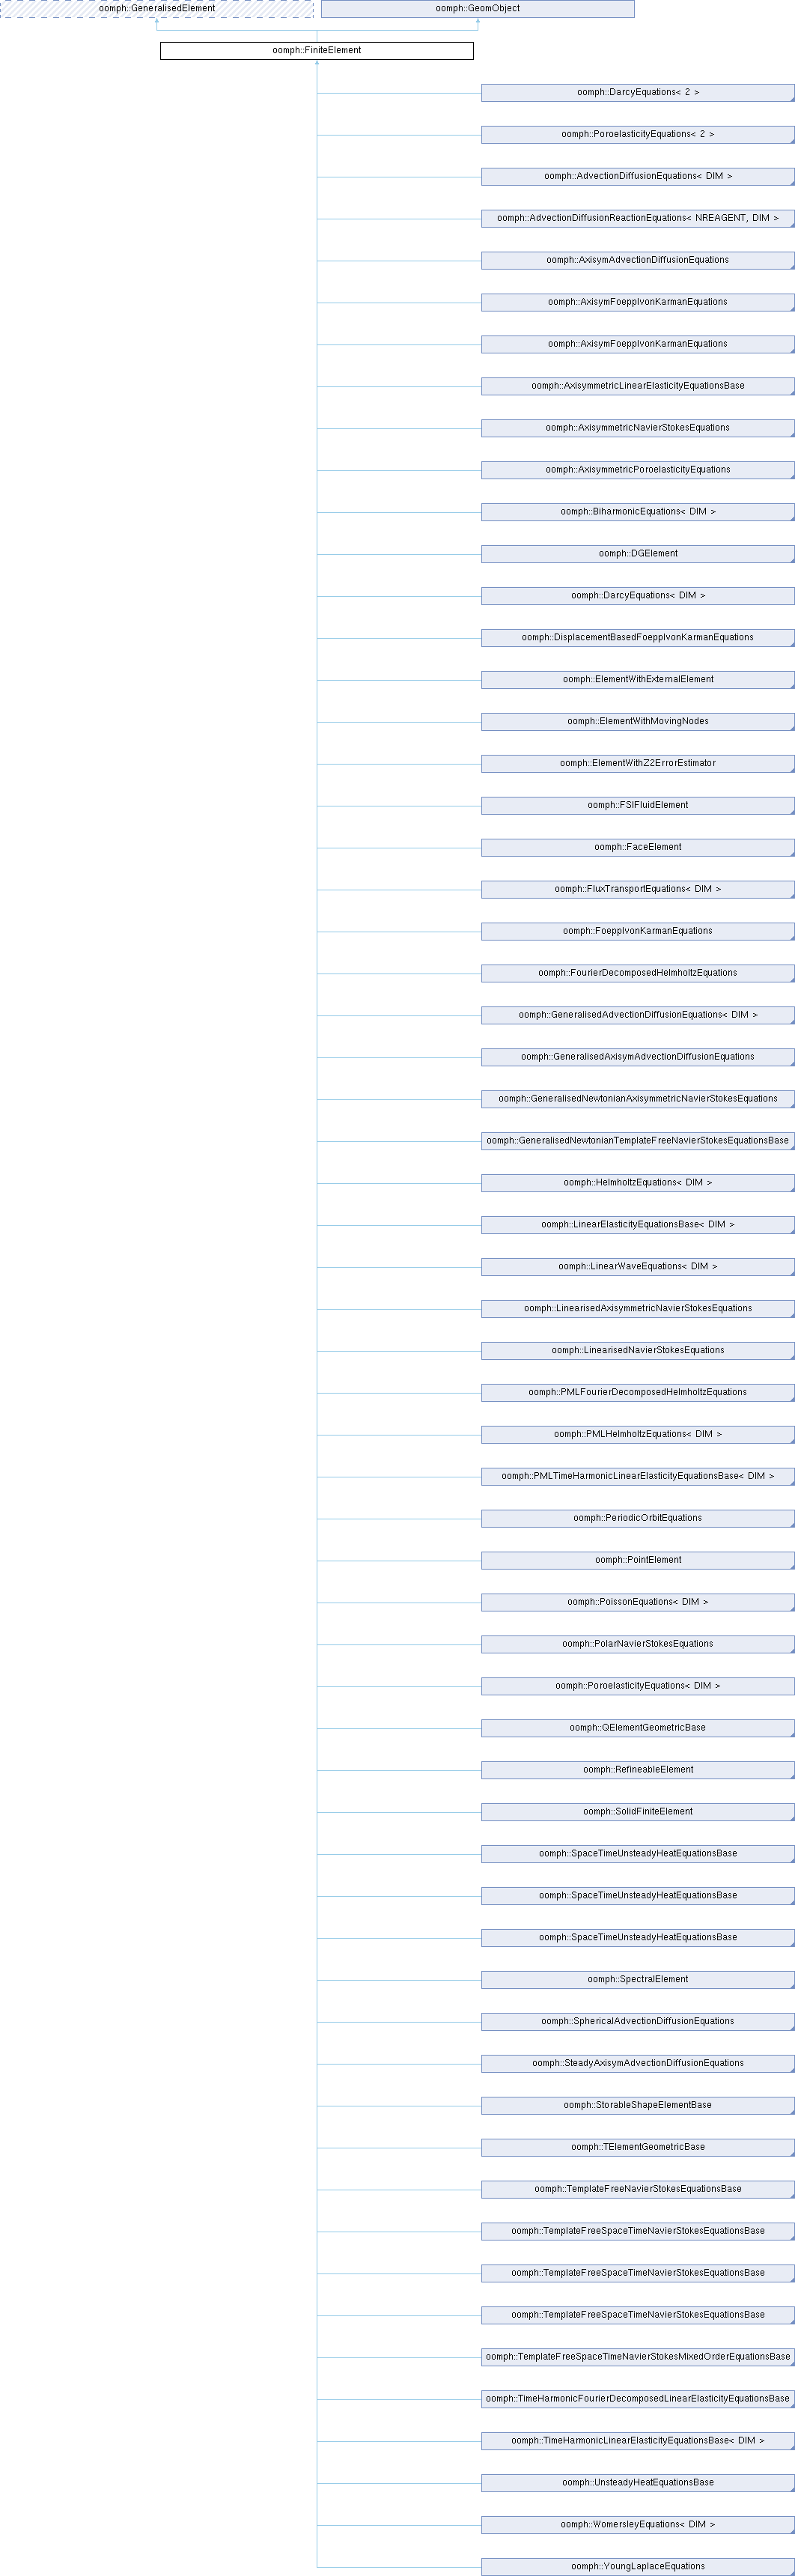 oomph::GeneralisedElement
oomph::GeomObject
oomph::FiniteElement
oomph::DarcyEquations< 2 >
oomph::PoroelasticityEquations< 2 >
oomph::AdvectionDiffusionEquations< DIM >
oomph::AdvectionDiffusionReactionEquations< NREAGENT, DIM >
oomph::AxisymAdvectionDiffusionEquations
oomph::AxisymFoepplvonKarmanEquations
oomph::AxisymFoepplvonKarmanEquations
oomph::AxisymmetricLinearElasticityEquationsBase
oomph::AxisymmetricNavierStokesEquations
oomph::AxisymmetricPoroelasticityEquations
oomph::BiharmonicEquations< DIM >
oomph::DGElement
oomph::DarcyEquations< DIM >
oomph::DisplacementBasedFoepplvonKarmanEquations
oomph::ElementWithExternalElement
oomph::ElementWithMovingNodes
oomph::ElementWithZ2ErrorEstimator
oomph::FSIFluidElement
oomph::FaceElement
oomph::FluxTransportEquations< DIM >
oomph::FoepplvonKarmanEquations
oomph::FourierDecomposedHelmholtzEquations
oomph::GeneralisedAdvectionDiffusionEquations< DIM >
oomph::GeneralisedAxisymAdvectionDiffusionEquations
oomph::GeneralisedNewtonianAxisymmetricNavierStokesEquations
oomph::GeneralisedNewtonianTemplateFreeNavierStokesEquationsBase
oomph::HelmholtzEquations< DIM >
oomph::LinearElasticityEquationsBase< DIM >
oomph::LinearWaveEquations< DIM >
oomph::LinearisedAxisymmetricNavierStokesEquations
oomph::LinearisedNavierStokesEquations
oomph::PMLFourierDecomposedHelmholtzEquations
oomph::PMLHelmholtzEquations< DIM >
oomph::PMLTimeHarmonicLinearElasticityEquationsBase< DIM >
oomph::PeriodicOrbitEquations
oomph::PointElement
oomph::PoissonEquations< DIM >
oomph::PolarNavierStokesEquations
oomph::PoroelasticityEquations< DIM >
oomph::QElementGeometricBase
oomph::RefineableElement
oomph::SolidFiniteElement
oomph::SpaceTimeUnsteadyHeatEquationsBase
oomph::SpaceTimeUnsteadyHeatEquationsBase
oomph::SpaceTimeUnsteadyHeatEquationsBase
oomph::SpectralElement
oomph::SphericalAdvectionDiffusionEquations
oomph::SteadyAxisymAdvectionDiffusionEquations
oomph::StorableShapeElementBase
oomph::TElementGeometricBase
oomph::TemplateFreeNavierStokesEquationsBase
oomph::TemplateFreeSpaceTimeNavierStokesEquationsBase
oomph::TemplateFreeSpaceTimeNavierStokesEquationsBase
oomph::TemplateFreeSpaceTimeNavierStokesEquationsBase
oomph::TemplateFreeSpaceTimeNavierStokesMixedOrderEquationsBase
oomph::TimeHarmonicFourierDecomposedLinearElasticityEquationsBase
oomph::TimeHarmonicLinearElasticityEquationsBase< DIM >
oomph::UnsteadyHeatEquationsBase
oomph::WomersleyEquations< DIM >
oomph::YoungLaplaceEquations